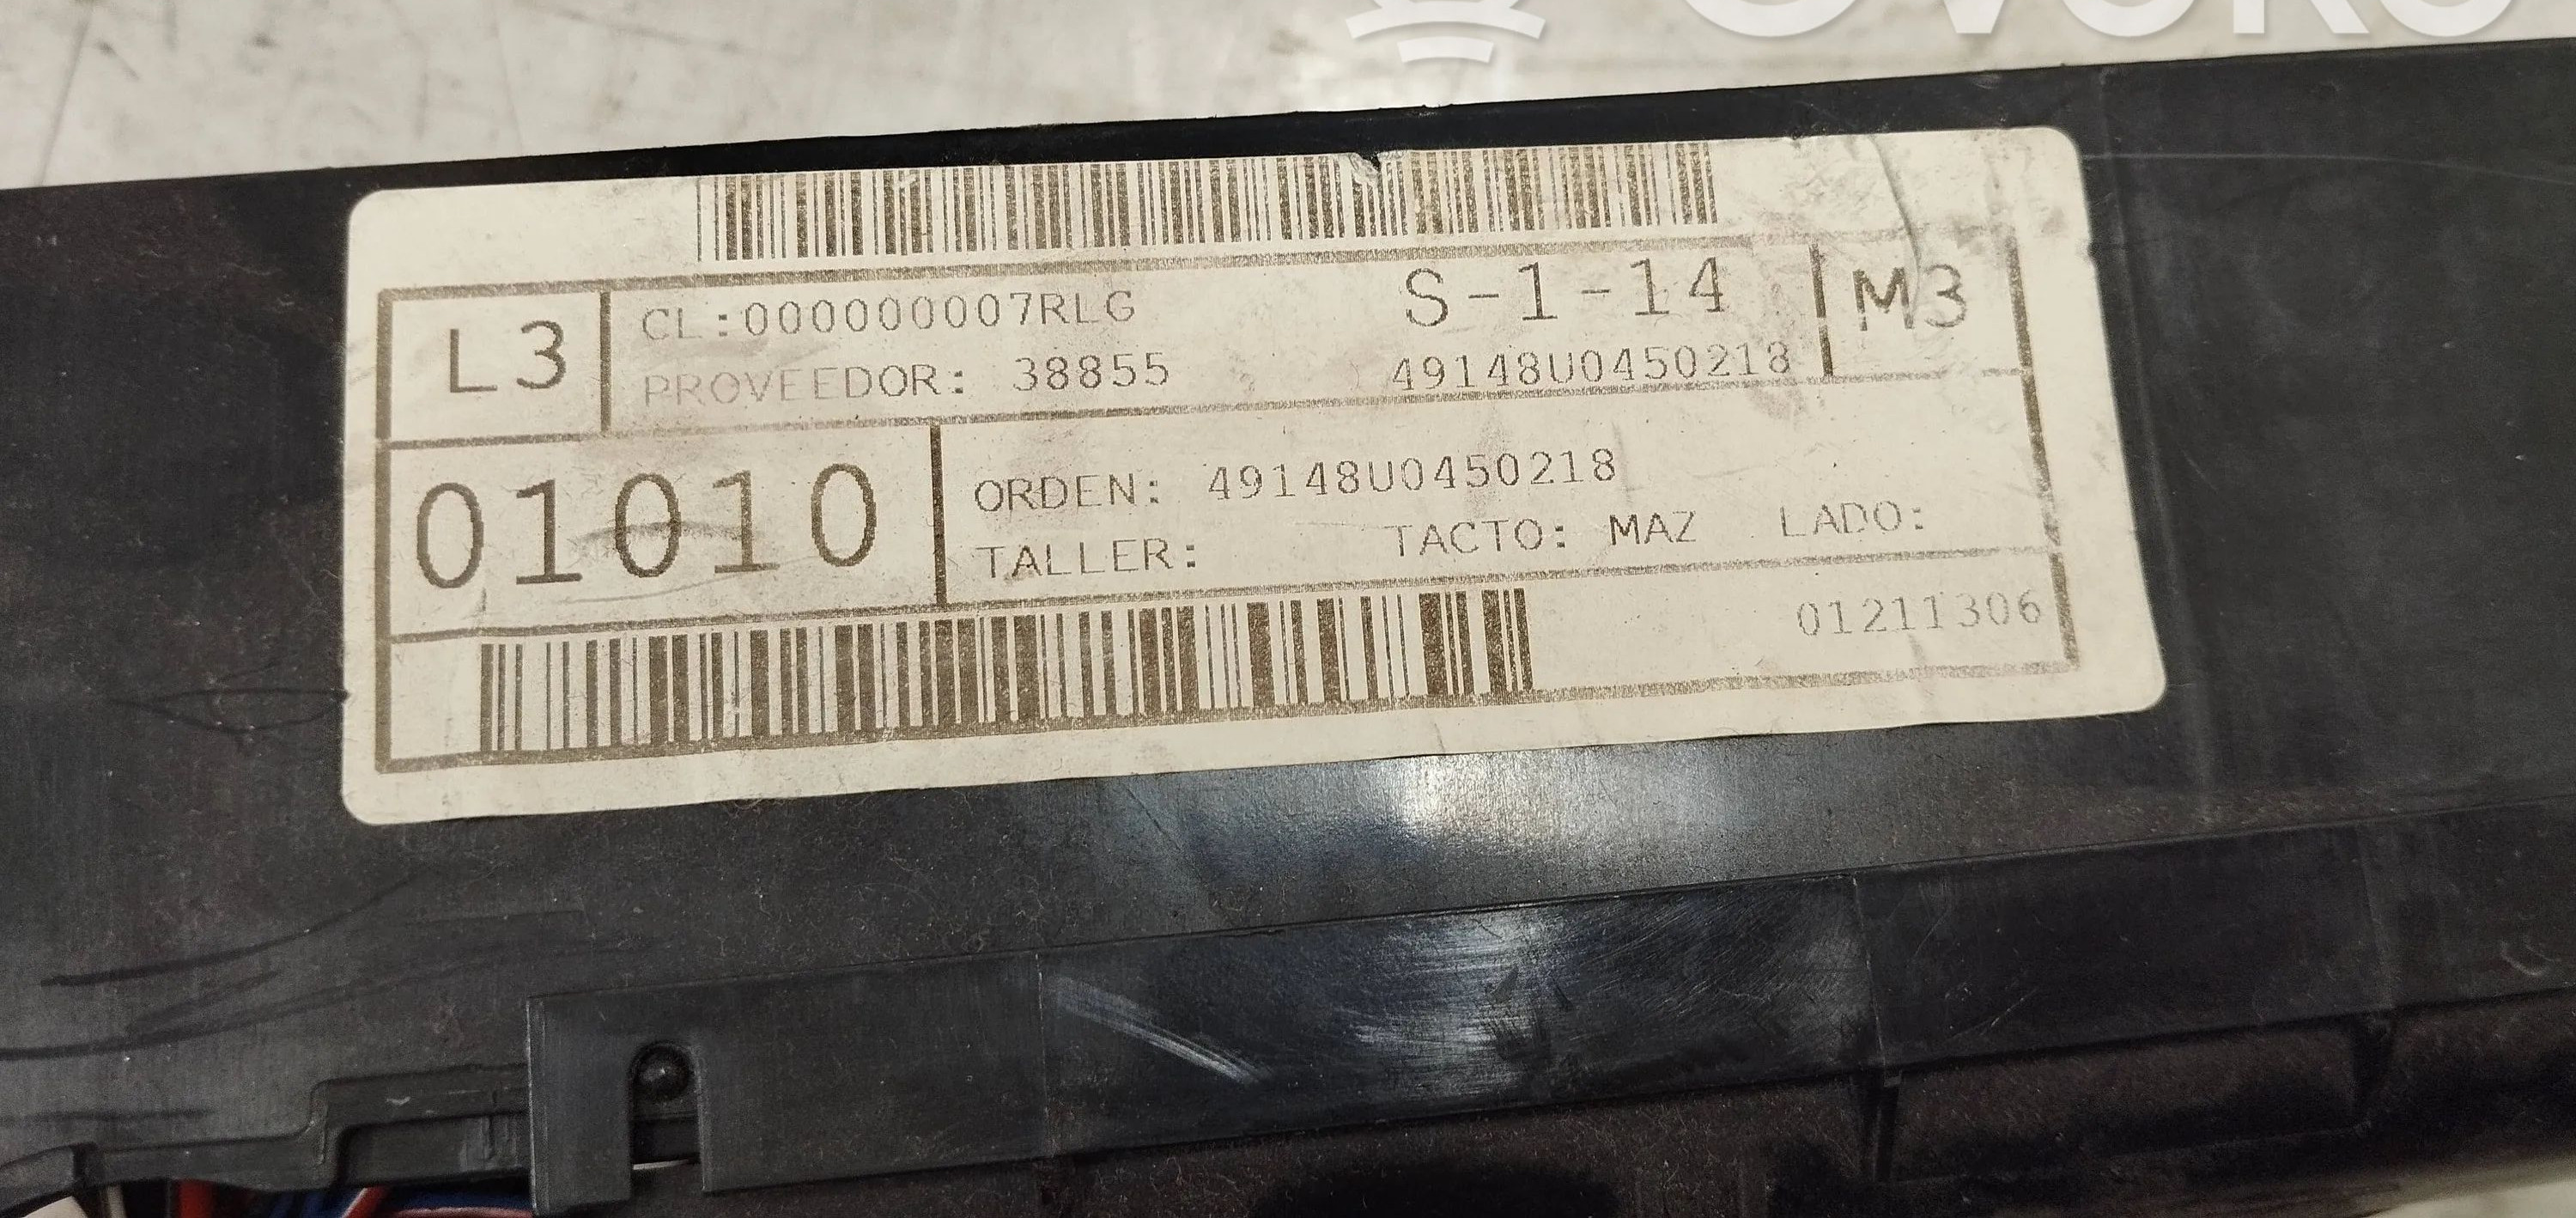 L3
CL:000000007RLG
S-1-14
M3
PROVEEDOR: 38855
49148U0450218
01010
ORDEN: 49148U0450218
TALLER:
TACTO: MAZ
LADO:
01211306